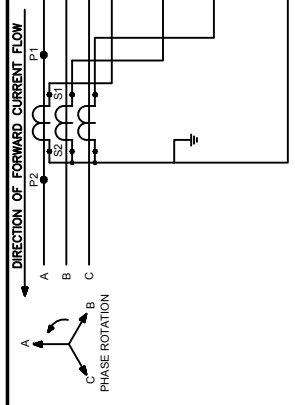 DIRECTION OF FORWARD CURRENT FLOW
P2
P1
S2
S1
A
B
C
A
B
C
PHASE ROTATION